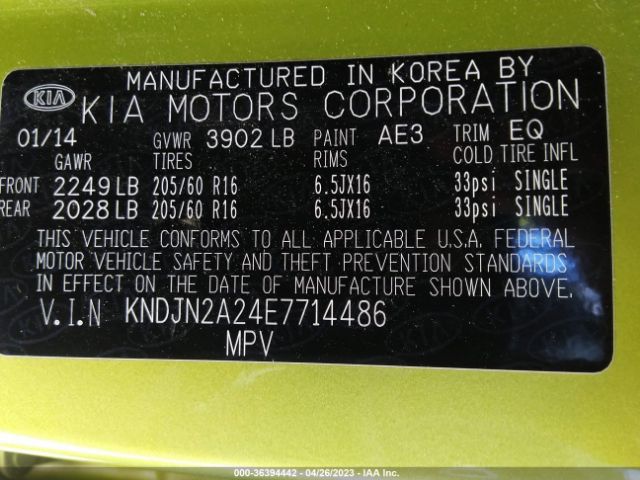 KIA
MANUFACTURED IN KOREA BY
KIA MOTORS CORPORATION
01/14 GVWR 3902 LB PAINT AE3 TRIM EQ
GAWR TIRES RIMS COLD TIRE INFL
FRONT 2249 LB 205/60 R16 6.5JX16 33psi SINGLE
REAR 2028 LB 205/60 R16 6.5JX16 33psi SINGLE
THIS VEHICLE CONFORMS TO ALL APPLICABLE U.S.A. FEDERAL
MOTOR VEHICLE SAFETY AND THEFT PREVENTION STANDARDS
IN EFFECT ON THE DATE OF MANUFACTURE SHOWN ABOVE.
V.I.N KNDJN2A24E7714486
MPV
000-36394442 - 04/26/2023 - IAA Inc.